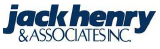 jack henry
& ASSOCIATES INC.